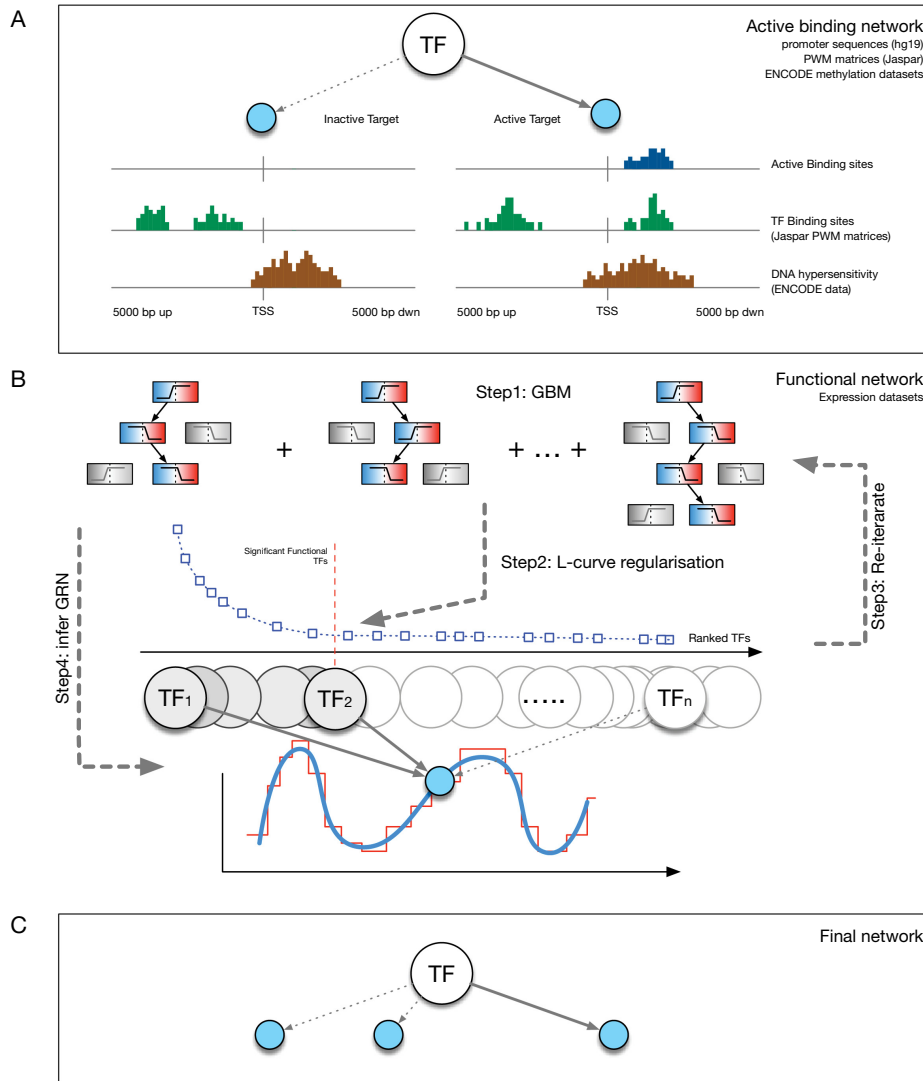 A
Active binding network
promoter sequences (hg19)
PWM matrices (Jaspar)
ENCODE methylation datasets
TF
Inactive Target
Active Target
Active Binding sites
TF Binding sites
(Jaspar PWM matrices)
DNA hypersensitivity
(ENCODE data)
5000 bp up
TSS
5000 bp dwn
5000 bp up
TSS
5000 bp dwn
B
Functional network
Expression datasets
Step1: GBM
+
+ ... +
Significant Functional
TFs
Step2: L-curve regularisation
Step3: Re-iterarate
Step4: infer GRN
Ranked TFs
TF1
TF2
.....
TFn
C
Final network
TF